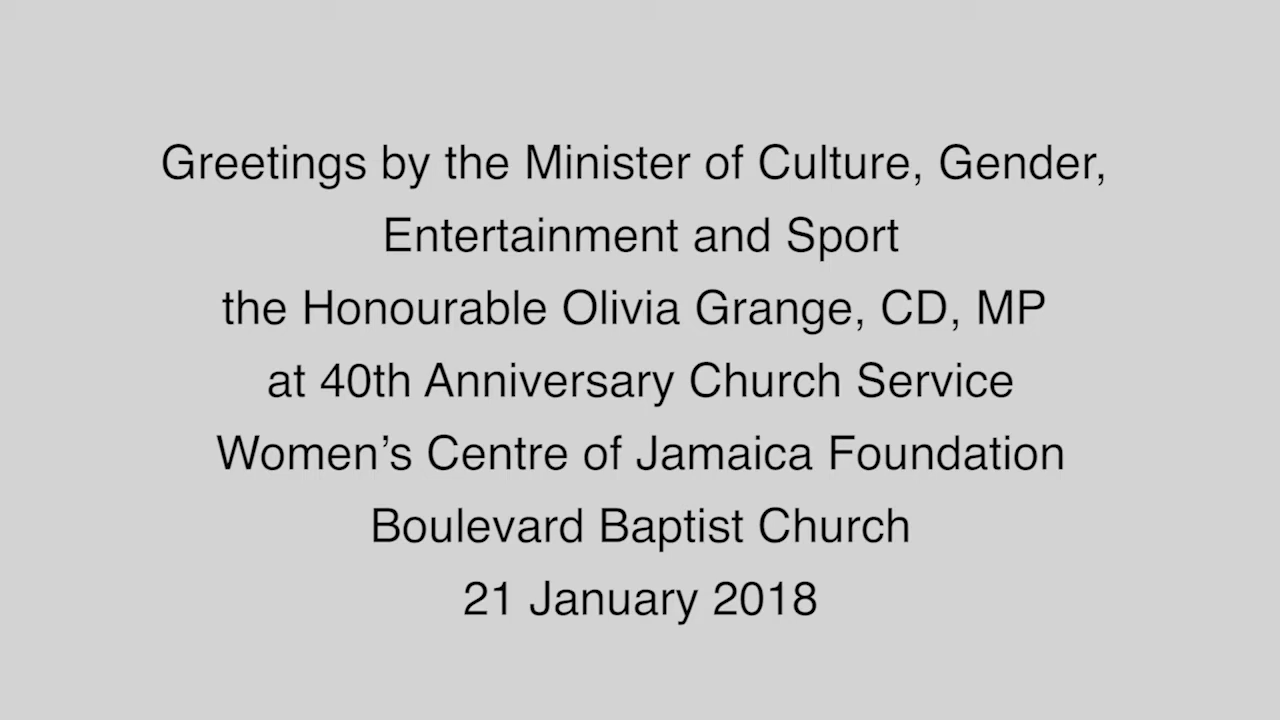 Greetings by the Minister of Culture, Gender,
Entertainment and Sport
the Honourable Olivia Grange, CD, MP
at 40th Anniversary Church Service
Women’s Centre of Jamaica Foundation
Boulevard Baptist Church
21 January 2018